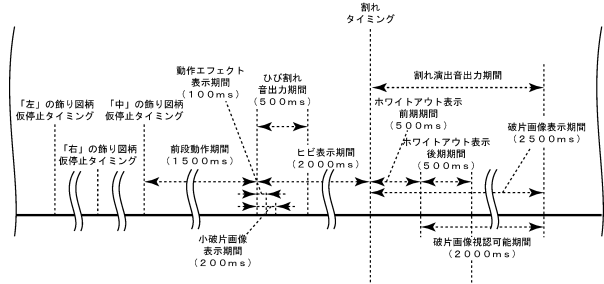 割れ
タイミング
動作エフェクト
表示期間
(100ms)
ひび割れ
音出力期間
(500ms)
割れ演出音出力期間
「左」の飾り図柄
仮停止タイミング
「中」の飾り図柄
仮停止タイミング
ホワイトアウト表示
前期期間
(500ms)
「右」の飾り図柄
仮停止タイミング
前段動作期間
(1500ms)
ヒビ表示期間
(2000ms)
ホワイトアウト表示
後期期間
(500ms)
破片画像表示期間
(2500ms)
小破片画像
表示期間
(200ms)
破片画像視認可能期間
(2000ms)